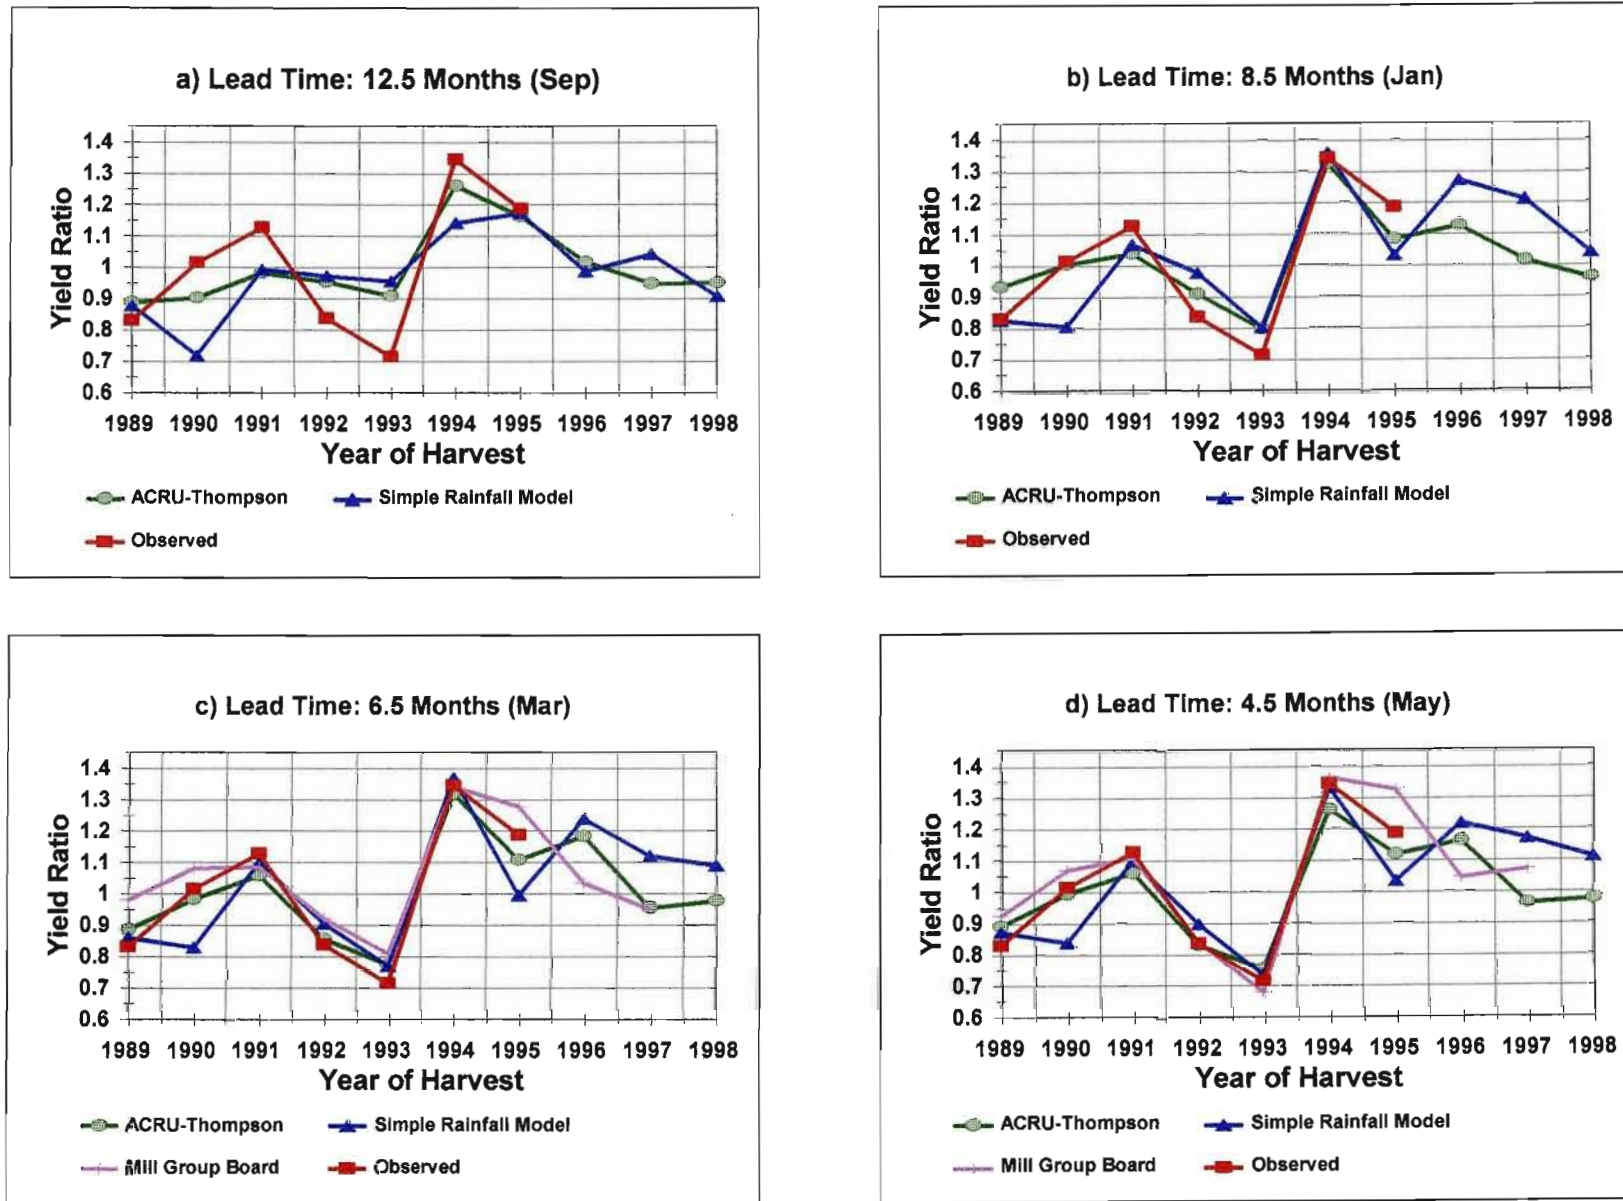 a) Lead Time: 12.5 Months (Sep)
Yield Ratio
1.4
1.3
1.2
1.1
1
0.9
0.8
0.7
0.6
1989 1990 1991 1992 1993 1994 1995 1996 1997 1998
Year of Harvest
ACRU-Thompson Simple Rainfall Model
Observed
b) Lead Time: 8.5 Months (Jan)
Yield Ratio
1.4
1.3
1.2
1.1
1
0.9
0.8
0.7
0.6
1989 1990 1991 1992 1993 1994 1995 1996 1997 1998
Year of Harvest
ACRU-Thompson Simple Rainfall Model
Observed
c) Lead Time: 6.5 Months (Mar)
Yield Ratio
1.4
1.3
1.2
1.1
1
0.9
0.8
0.7
0.6
1989 1990 1991 1992 1993 1994 1995 1996 1997 1998
Year of Harvest
ACRU-Thompson Simple Rainfall Model
Mill Group Board Observed
d) Lead Time: 4.5 Months (May)
Yield Ratio
1.4
1.3
1.2
1.1
1
0.9
0.8
0.7
0.6
1989 1990 1991 1992 1993 1994 1995 1996 1997 1998
Year of Harvest
ACRU-Thompson Simple Rainfall Model
Mill Group Board Observed